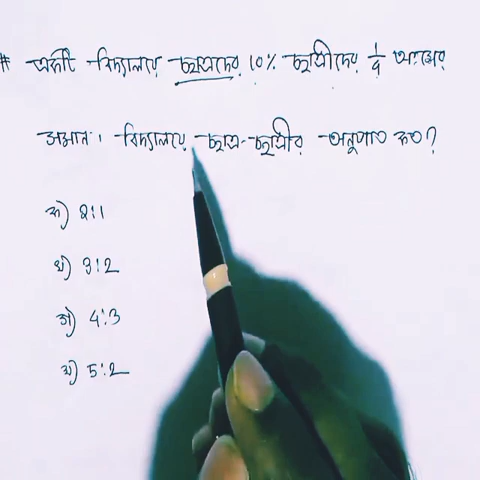 # একটি বিদ্যালয়ে ছাত্রদের 10% ছাত্রীদের 1/4 অংশের
সমান। বিদ্যালয়ে ছাত্র-ছাত্রীর অনুপাত কত?
ক) 2:1
খ) 3:2
গ) 4:3
ঘ) 5:2